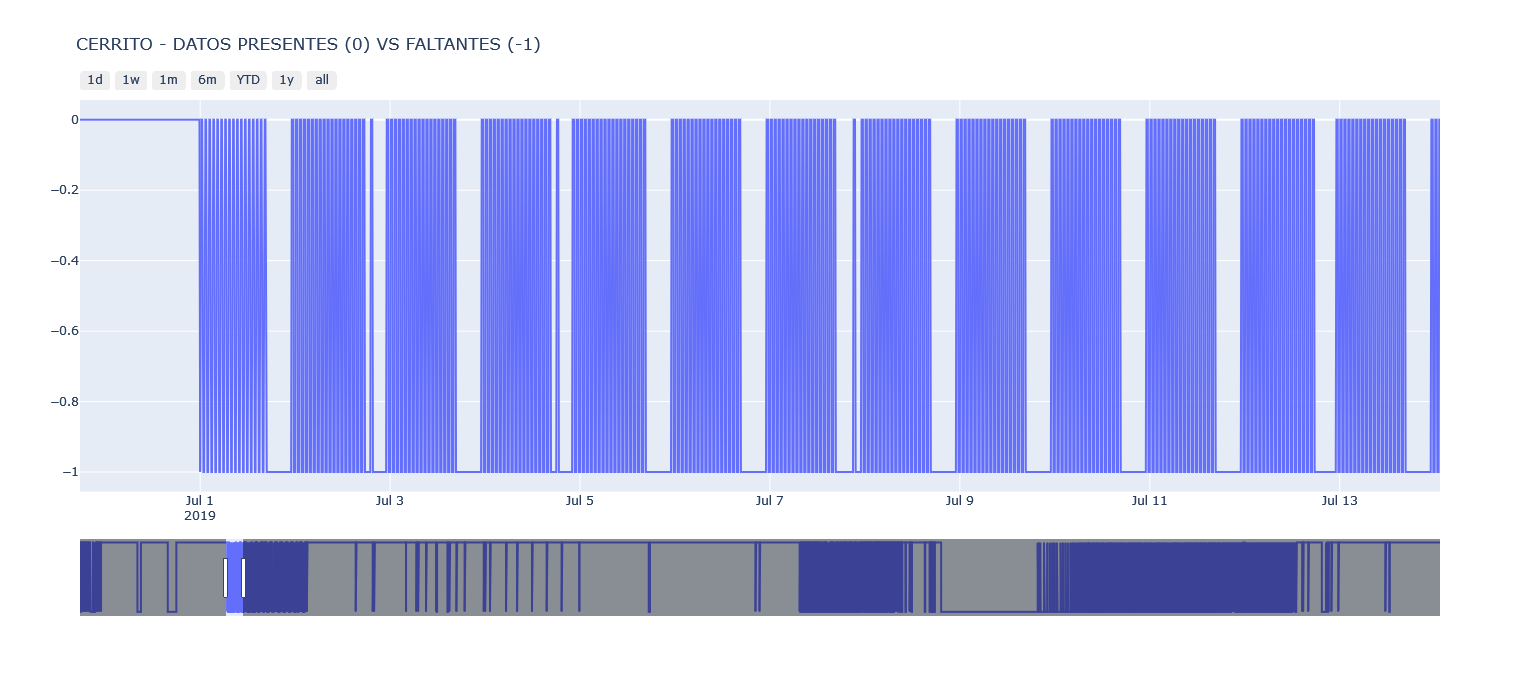 CERRITO - DATOS PRESENTES (0) VS FALTANTES (-1)
1d 1w 1m 6m YTD 1y all
0
−0.2
−0.4
−0.6
−0.8
−1
Jul 1 Jul 3 Jul 5 Jul 7 Jul 9 Jul 11 Jul 13
2019